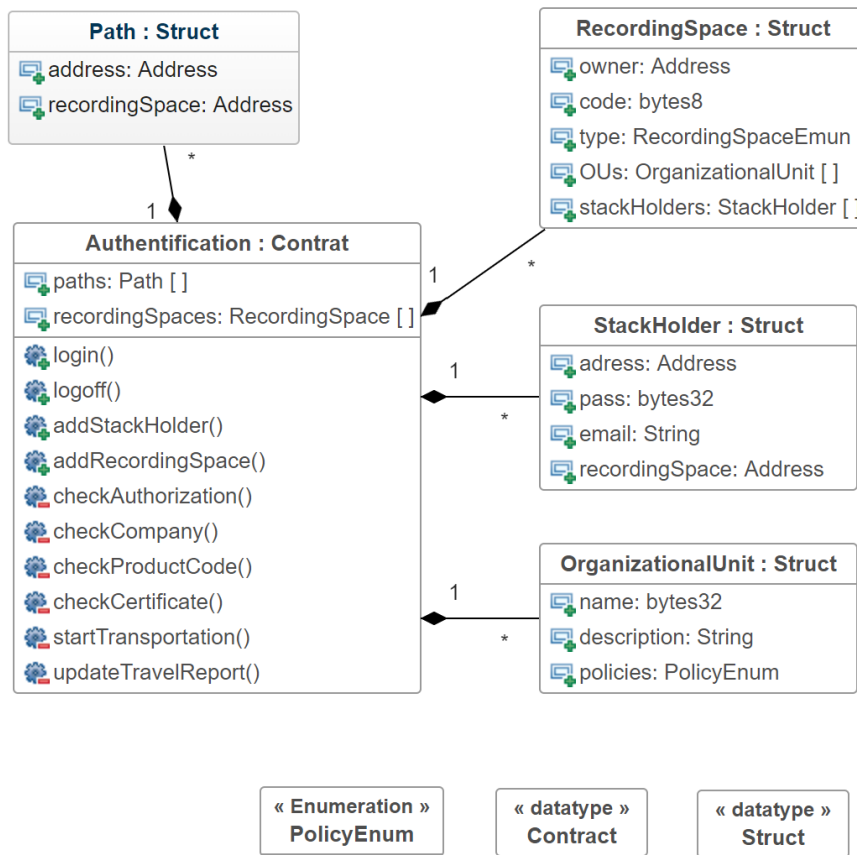 Path : Struct
address: Address
recordingSpace: Address
*
1
RecordingSpace : Struct
owner: Address
code: bytes8
type: RecordingSpaceEmun
OUs: OrganizationalUnit [ ]
stackHolders: StackHolder [ ]
1
*
Authentification : Contrat
paths: Path [ ]
recordingSpaces: RecordingSpace [ ]
login()
logoff()
addStackHolder()
addRecordingSpace()
checkAuthorization()
checkCompany()
checkProductCode()
checkCertificate()
startTransportation()
updateTravelReport()
1
*
StackHolder : Struct
adress: Address
pass: bytes32
email: String
recordingSpace: Address
1
*
OrganizationalUnit : Struct
name: bytes32
description: String
policies: PolicyEnum
« Enumeration »
PolicyEnum
« datatype »
Contract
« datatype »
Struct